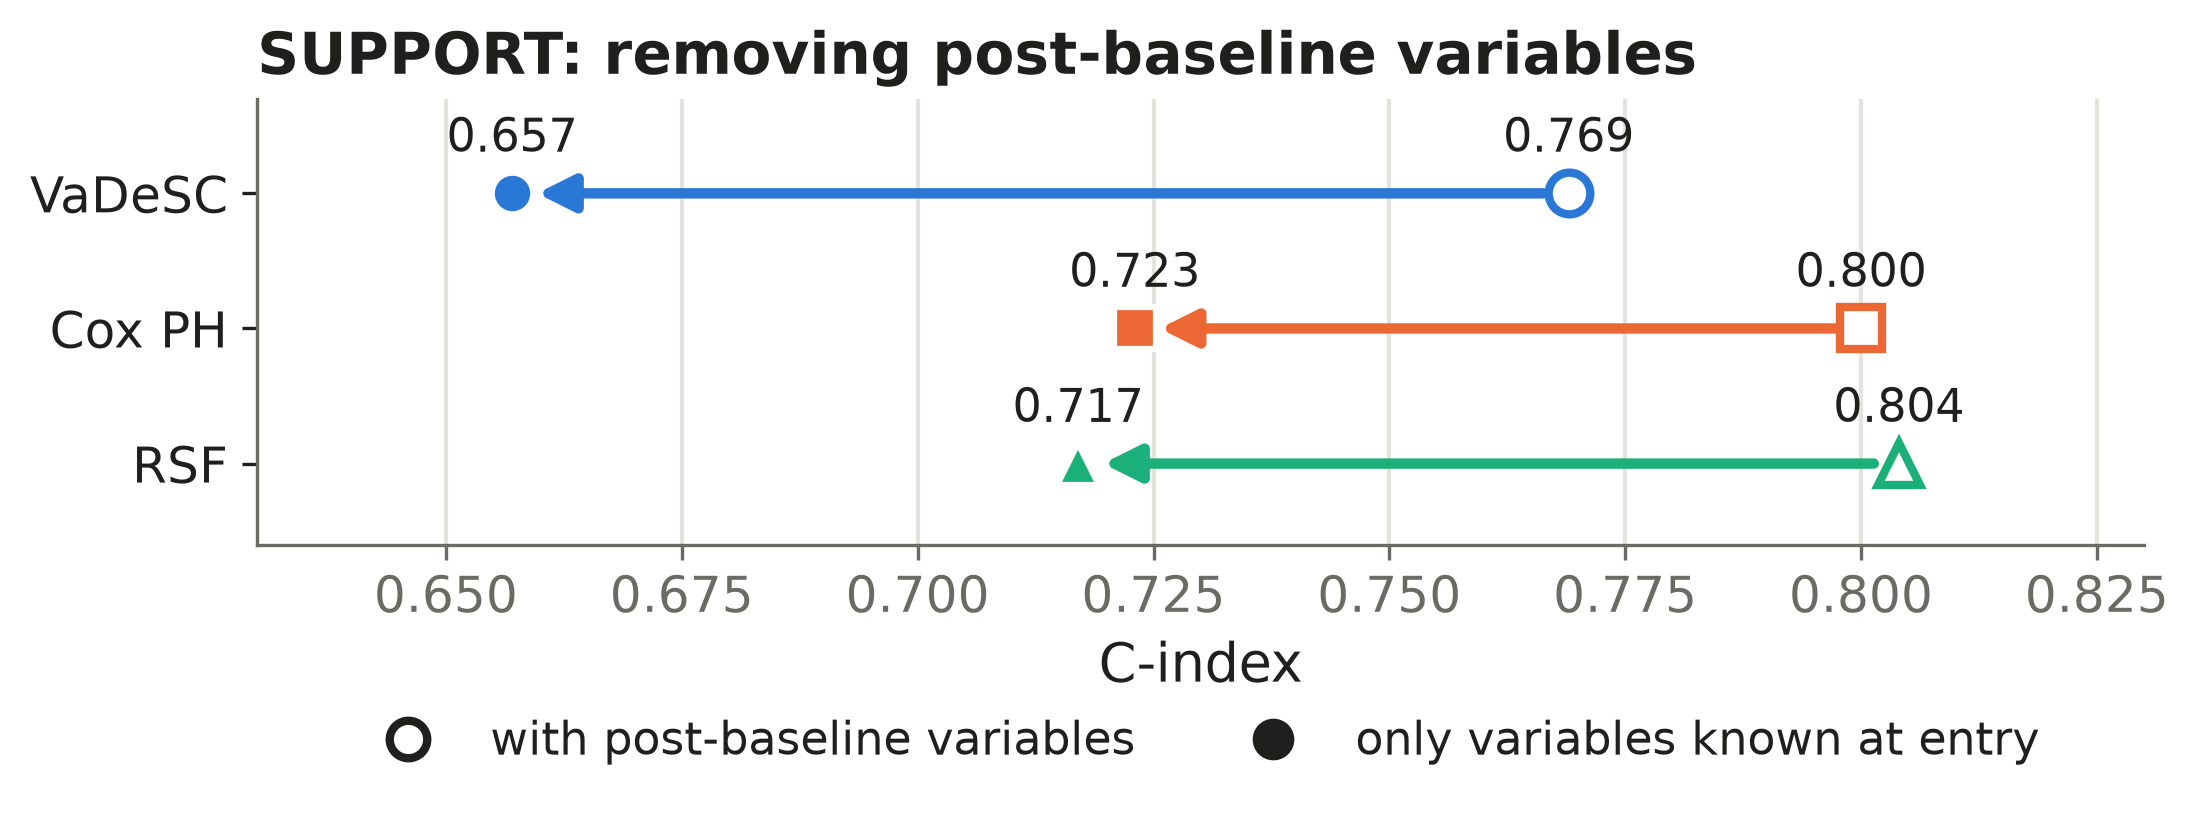 SUPPORT: removing post-baseline variables
0.657 0.769
VaDeSC
0.723 0.800
Cox PH
0.717 0.804
RSF
0.650 0.675 0.700 0.725 0.750 0.775 0.800 0.825
C-index
with post-baseline variables only variables known at entry